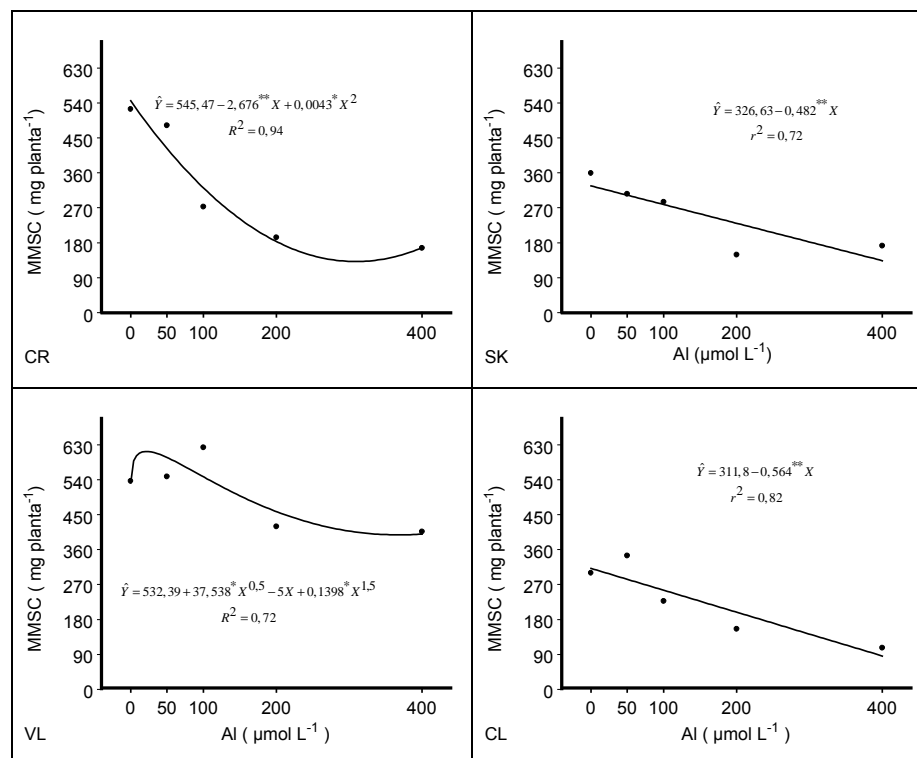 MMSC ( mg planta⁻¹)
630
540
450
360
270
180
90
0
Ŷ = 545,47 − 2,676** X + 0,0043* X²
R² = 0,94
0 50 100 200 400
CR
MMSC ( mg planta⁻¹)
630
540
450
360
270
180
90
0
Ŷ = 326,63 − 0,482** X
r² = 0,72
0 50 100 200 400
SK
Al (µmol L⁻¹)
MMSC ( mg planta⁻¹)
630
540
450
360
270
180
90
0
Ŷ = 532,39 + 37,538* X^0,5 − 5X + 0,1398* X^1,5
R² = 0,72
0 50 100 200 400
VL
Al ( µmol L⁻¹ )
MMSC ( mg planta⁻¹)
630
540
450
360
270
180
90
0
Ŷ = 311,8 − 0,564** X
r² = 0,82
0 50 100 200 400
CL
Al ( µmol L⁻¹ )